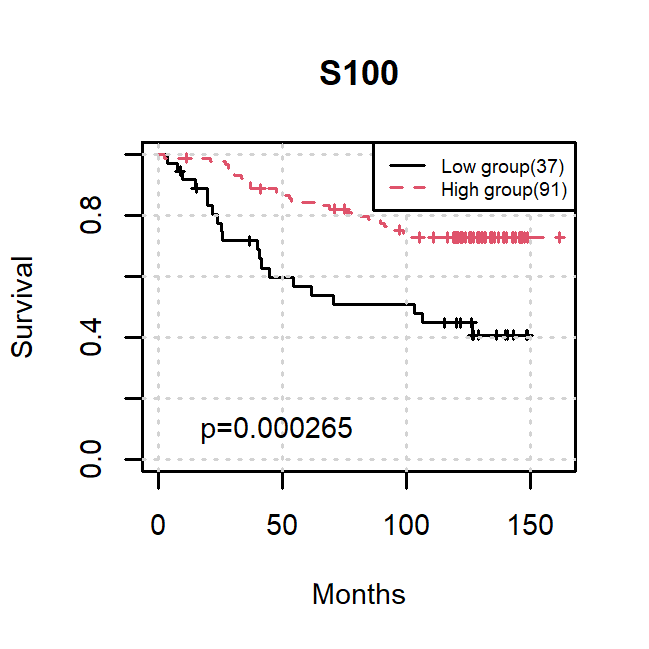 S100
Low group(37)
High group(91)
Survival
0.8
0.4
0.0
p=0.000265
0 50 100 150
Months